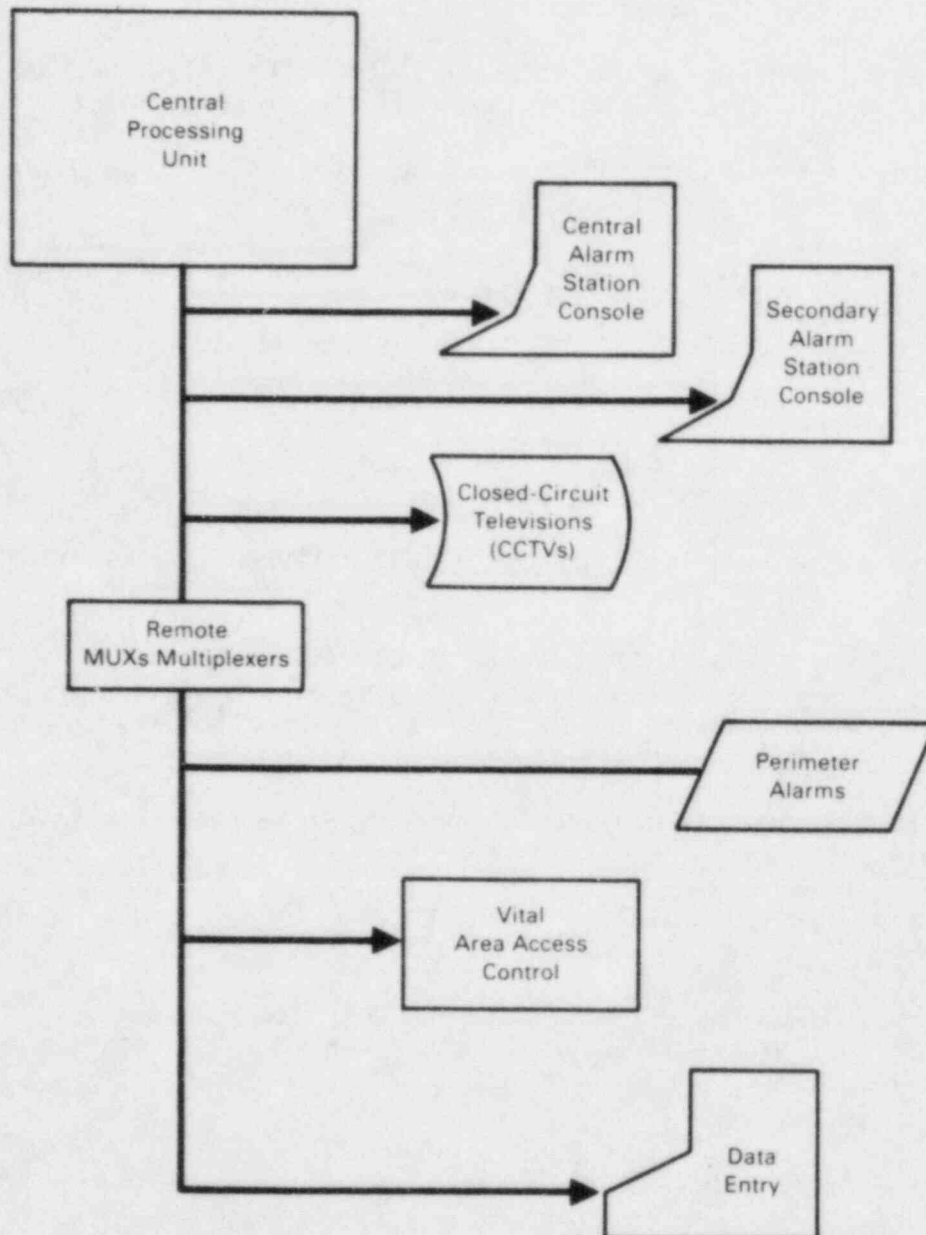 Central
Processing
Unit
Central
Alarm
Station
Console
Secondary
Alarm
Station
Console
Closed-Circuit
Televisions
(CCTVs)
Remote
MUXs Multiplexers
Perimeter
Alarms
Vital
Area Access
Control
Data
Entry